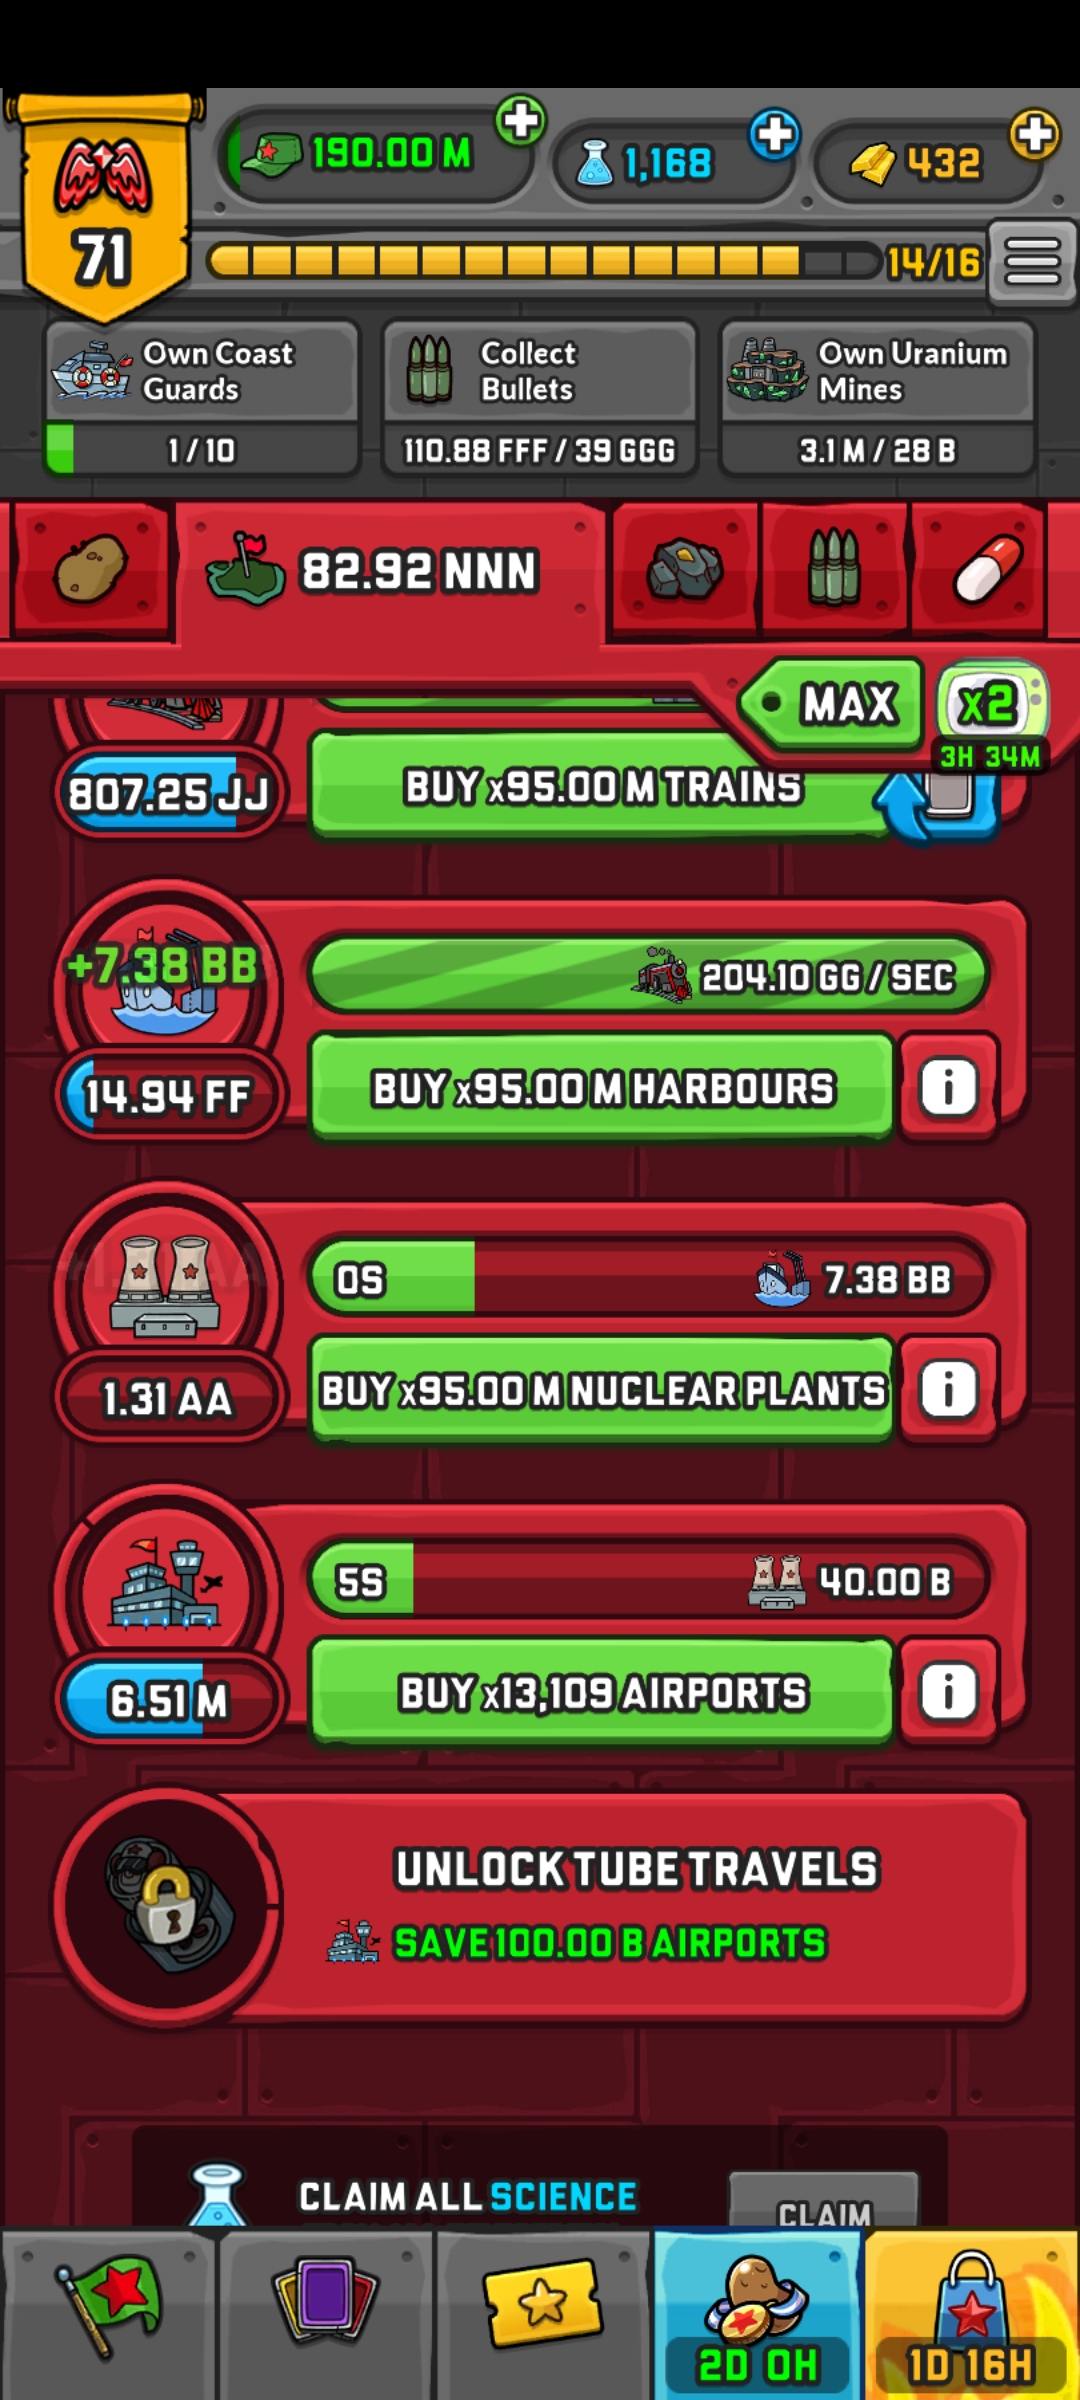 71
190.00 M
1,168
432
14/16
Own Coast
Guards
1 / 10
Collect
Bullets
110.88 FFF / 39 GGG
Own Uranium
Mines
3.1 M / 28 B
82.92 NNN
MAX
x2
3H 34M
807.25 JJ
BUY x95.00 M TRAINS
+7.38 BB
204.10 GG / SEC
14.94 FF
BUY x95.00 M HARBOURS
i
0S
7.38 BB
1.31 AA
BUY x95.00 M NUCLEAR PLANTS
i
5S
40.00 B
6.51 M
BUY x13,109 AIRPORTS
i
UNLOCK TUBE TRAVELS
SAVE 100.00 B AIRPORTS
CLAIM ALL SCIENCE
CLAIM
2D 0H
1D 16H